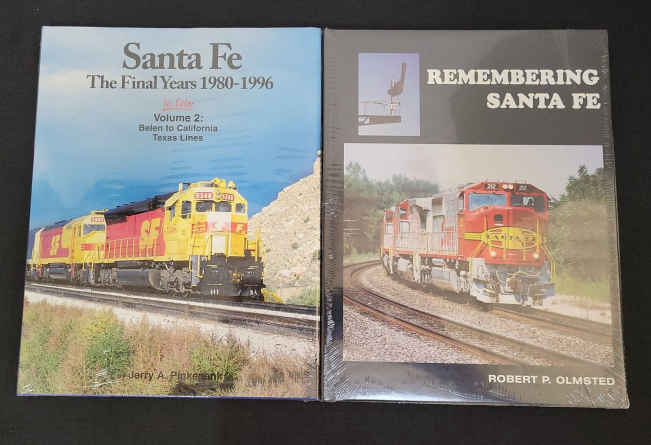 Santa Fe
The Final Years 1980-1996
In Color
Volume 2:
Belen to California
Texas Lines
SF
SF
Jerry A. Pinkepank
REMEMBERING
SANTA FE
ROBERT P. OLMSTED